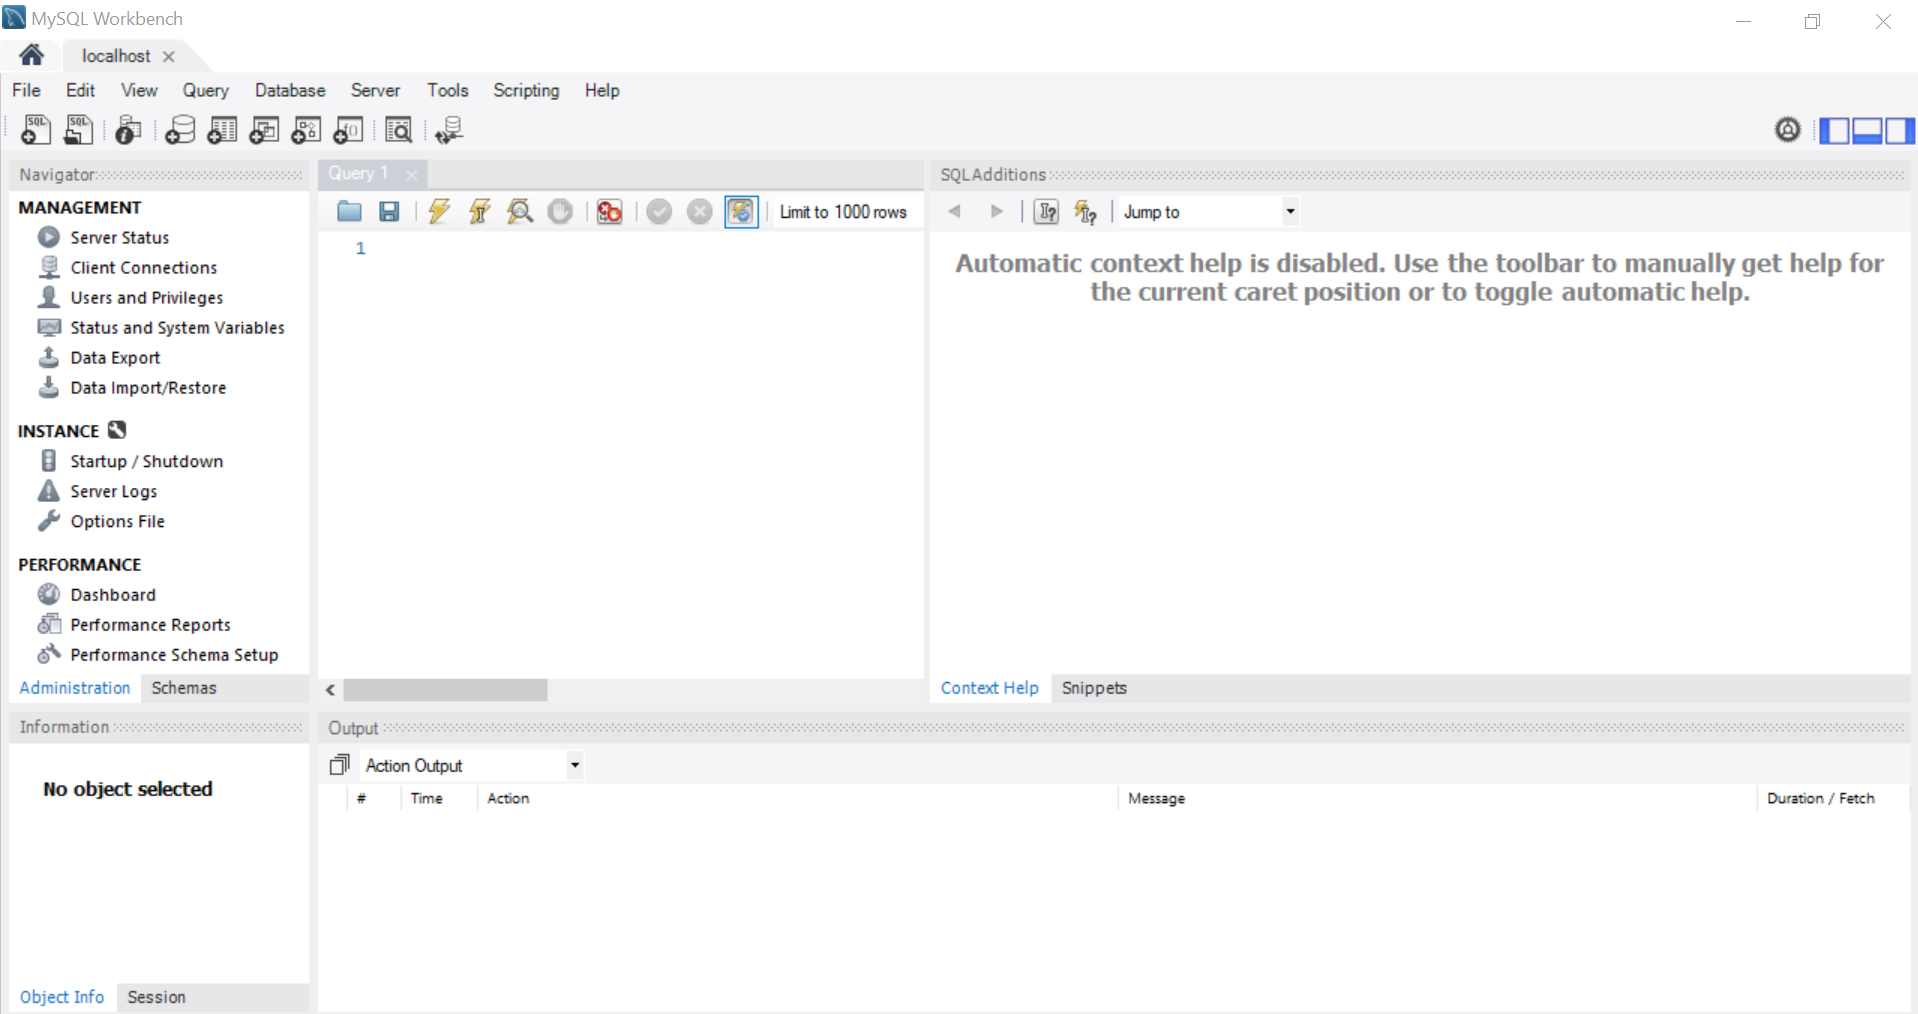 MySQL Workbench
localhost
File Edit View Query Database Server Tools Scripting Help
SQL SQL
Navigator
MANAGEMENT
Server Status
Client Connections
Users and Privileges
Status and System Variables
Data Export
Data Import/Restore
INSTANCE
Startup / Shutdown
Server Logs
Options File
PERFORMANCE
Dashboard
Performance Reports
Performance Schema Setup
Administration Schemas
Query 1
Limit to 1000 rows
1
SQLAdditions
Jump to
Automatic context help is disabled. Use the toolbar to manually get help for
the current caret position or to toggle automatic help.
Context Help Snippets
Information
No object selected
Object Info Session
Output
Action Output
# Time Action Message Duration / Fetch